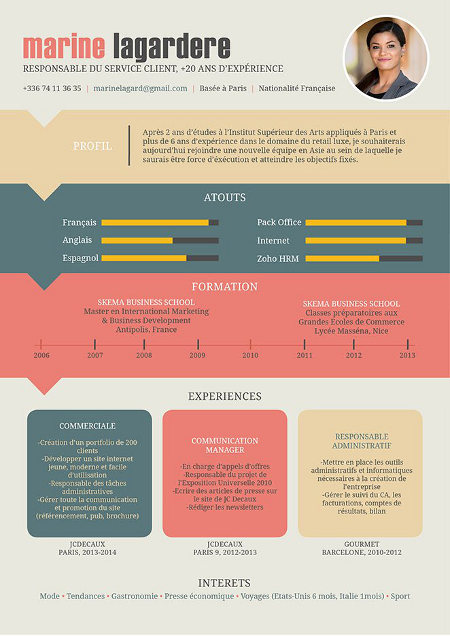 marine lagardere
RESPONSABLE DU SERVICE CLIENT, +20 ANS D'EXPÉRIENCE
+336 74 11 36 35 | marinelagard@gmail.com | Basée à Paris | Nationalité Française
PROFIL
Après 2 ans d'études à l'Institut Supérieur des Arts appliqués à Paris et
plus de 6 ans d'expérience dans le domaine du retail luxe, je souhaiterais
aujourd'hui rejoindre une nouvelle équipe en Asie au sein de laquelle je
saurais être force d'éxécution et atteindre les objectifs fixés.
ATOUTS
Français
Anglais
Espagnol
Pack Office
Internet
Zoho HRM
FORMATION
SKEMA BUSINESS SCHOOL
Master en International Marketing
& Business Development
Antipolis, France
SKEMA BUSINESS SCHOOL
Classes préparatoires aux
Grandes Écoles de Commerce
Lycée Masséna, Nice
2006 2007 2008 2009 2010 2011 2012 2013
EXPERIENCES
COMMERCIALE
-Création d'un portfolio de 200
clients
-Développer un site internet
jeune, moderne et facile
d'utilisation
-Responsable des tâches
administratives
-Gérer toute la communication
et promotion du site
(référencement, pub, brochure)
JCDECAUX
PARIS, 2013-2014
COMMUNICATION
MANAGER
-En charge d'appels d'offres
-Responsable du projet de
l'Exposition Universelle 2010
-Ecrire des articles de presse sur
le site de JC Decaux
-Rédiger les newsletters
JCDECAUX
PARIS 9, 2012-2013
RESPONSABLE
ADMINISTRATIF
-Mettre en place les outils
administratifs et informatiques
nécessaires à la création de
l'entreprise
-Gérer le suivi du CA, les
facturations, comptes de
résultats, bilan
GOURMET
BARCELONE, 2010-2012
INTERETS
Mode • Tendances • Gastronomie • Presse économique • Voyages (Etats-Unis 6 mois, Italie 1mois) • Sport